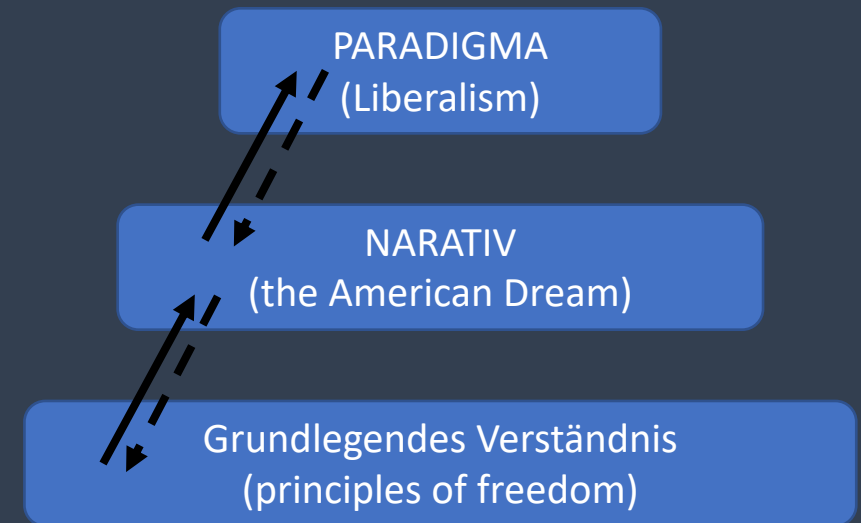 PARADIGMA
(Liberalism)
NARATIV
(the American Dream)
Grundlegendes Verständnis
(principles of freedom)